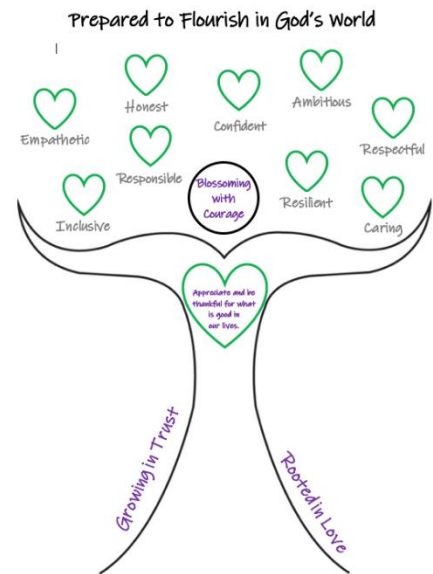 Prepared to Flourish in God's World
Honest
Ambitious
Confident
Empathetic
Respectful
Responsible
Blossoming
with
Courage
Resilient
Inclusive
Caring
Appreciate and be
thankful for what
is good in
our lives.
Growing in Trust
Rooted in Love